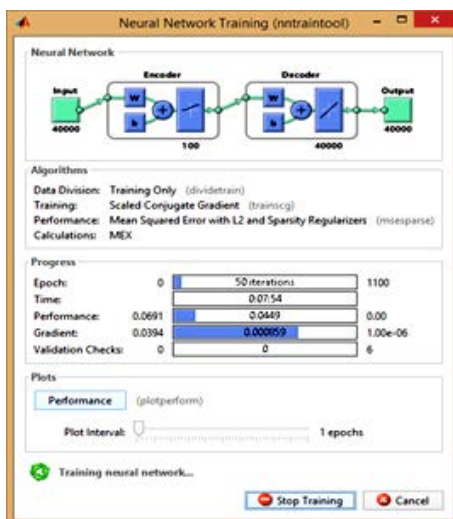 Neural Network Training (nntraintool)
Neural Network
Encoder Decoder
Input Output
W W
b b
40000 100 40000 40000
Algorithms
Data Division: Training Only (dividetrain)
Training: Scaled Conjugate Gradient (trainscg)
Performance: Mean Squared Error with L2 and Sparsity Regularizers (msesparse)
Calculations: MEX
Progress
Epoch: 0 50 iterations 1100
Time: 0:07:54
Performance: 0.0691 0.0449 0.00
Gradient: 0.0394 0.000859 1.00e-06
Validation Checks: 0 0 6
Plots
Performance (plotperform)
Plot Interval: 1 epochs
Training neural network...
Stop Training Cancel